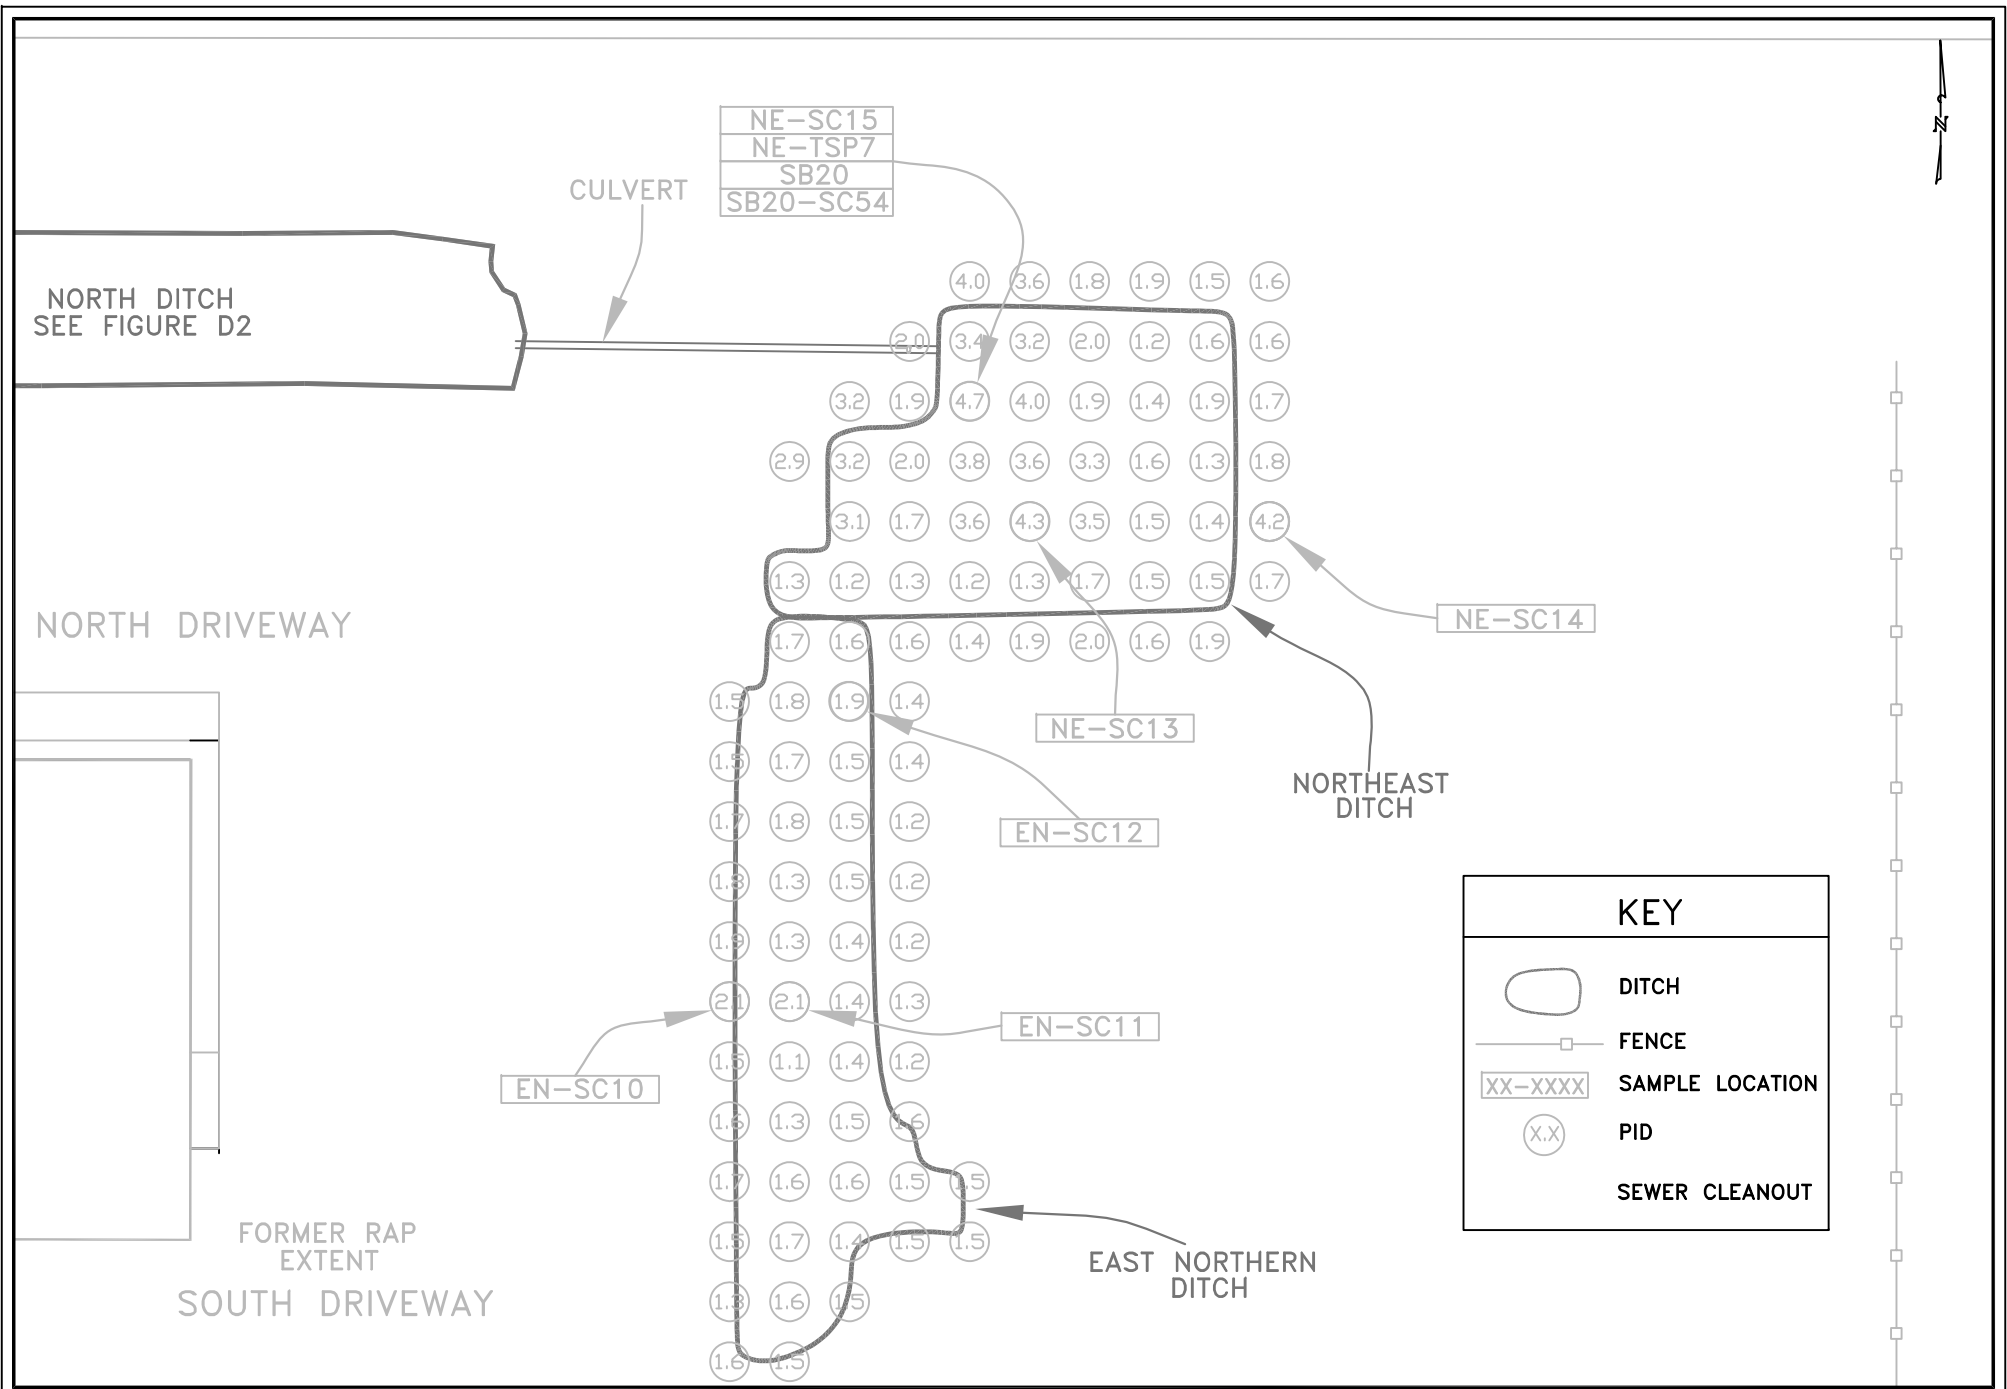 N
NE-SC15
NE-TSP7
SB20
SB20-SC54
CULVERT
NORTH DITCH
SEE FIGURE D2
4.0 3.6 1.8 1.9 1.5 1.6
2.0 3.4 3.2 2.0 1.2 1.6 1.6
3.2 1.9 4.7 4.0 1.9 1.4 1.9 1.7
2.9 3.2 2.0 3.8 3.6 3.3 1.6 1.3 1.8
3.1 1.7 3.6 4.3 3.5 1.5 1.4 4.2
1.3 1.2 1.3 1.2 1.3 1.7 1.5 1.5 1.7
NE-SC14
NORTH DRIVEWAY
1.7 1.6 1.6 1.4 1.9 2.0 1.6 1.9
1.5 1.8 1.9 1.4
NE-SC13
1.5 1.7 1.5 1.4
NORTHEAST
DITCH
1.7 1.8 1.5 1.2
EN-SC12
1.8 1.3 1.5 1.2
1.9 1.3 1.4 1.2
2.1 2.1 1.4 1.3
EN-SC11
1.5 1.1 1.4 1.2
EN-SC10
1.6 1.3 1.5 1.6
1.7 1.6 1.6 1.5 1.5
1.5 1.7 1.4 1.5 1.5
1.3 1.6 1.5
1.6 1.5
FORMER RAP
EXTENT
SOUTH DRIVEWAY
EAST NORTHERN
DITCH
KEY
DITCH
FENCE
XX-XXXX SAMPLE LOCATION
X.X PID
SEWER CLEANOUT